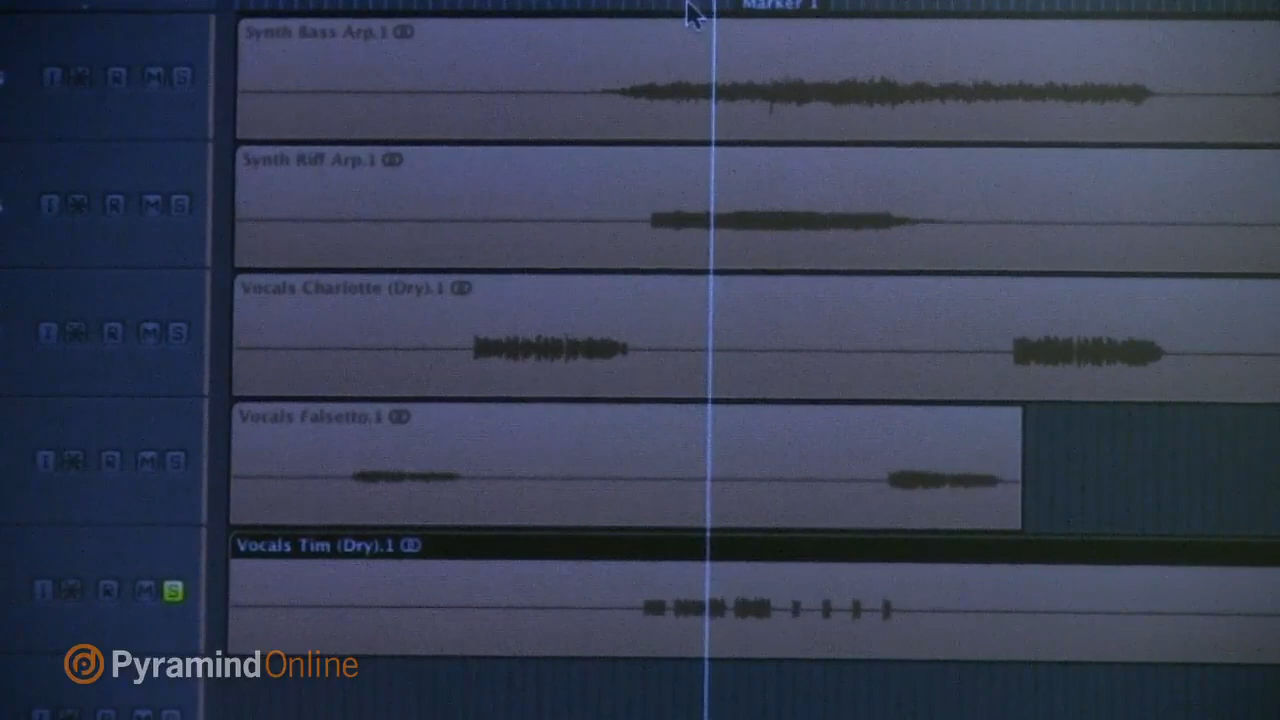 Marker 1
Synth Bass Arp.1
I R M S
Synth Riff Arp.1
I R M S
Vocals Charlotte (Dry).1
I R M S
Vocals Falsetto.1
I R M S
Vocals Tim (Dry).1
I R M S
PyramindOnline